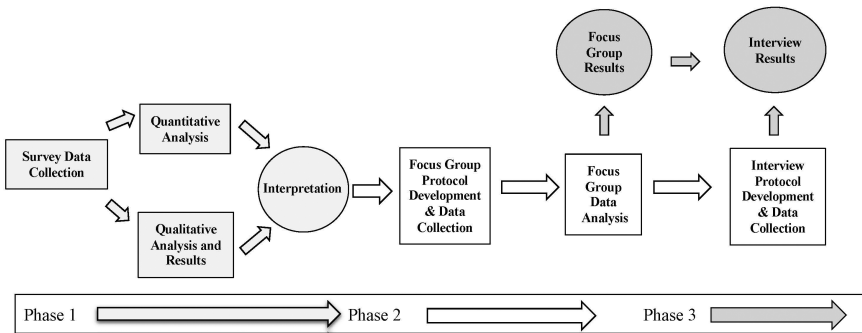 Survey Data
Collection
Quantitative
Analysis
Qualitative
Analysis and
Results
Interpretation
Focus Group
Protocol
Development
& Data
Collection
Focus
Group
Data
Analysis
Focus
Group
Results
Interview
Protocol
Development
& Data
Collection
Interview
Results
Phase 1
Phase 2
Phase 3